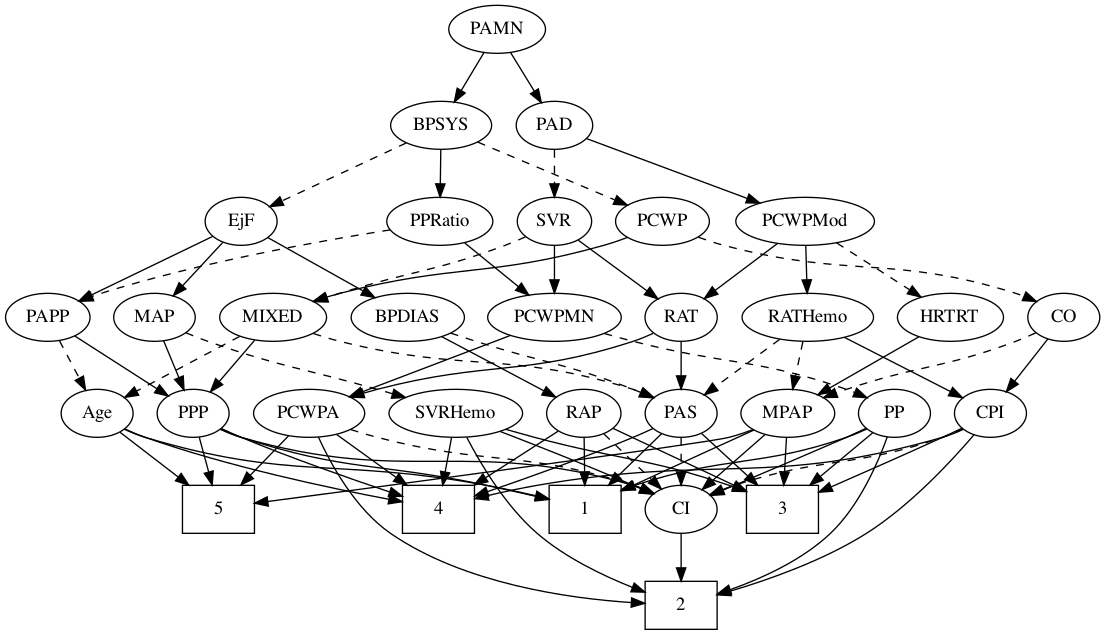 PAMN
BPSYS PAD
EjF PPRatio SVR PCWP PCWPMod
PAPP MAP MIXED BPDIAS PCWPMN RAT RATHemo HRTRT CO
Age PPP PCWPA SVRHemo RAP PAS MPAP PP CPI
5 4 1 CI 3
2